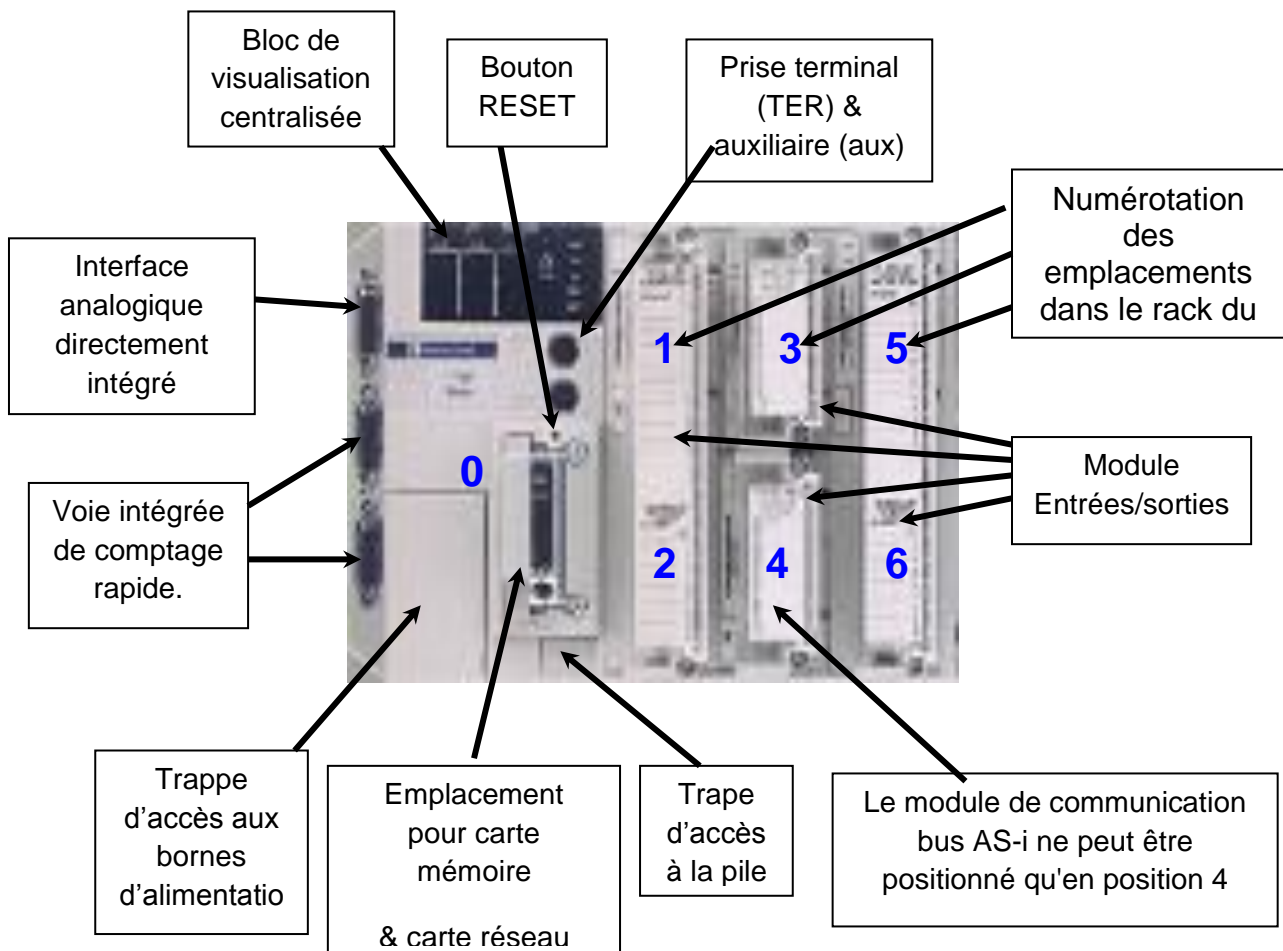 Bloc de
visualisation
centralisée
Bouton
RESET
Prise terminal
(TER) &
auxiliaire (aux)
Numérotation
des
emplacements
dans le rack du
Interface
analogique
directement
intégré
1
3
5
0
Voie intégrée
de comptage
rapide.
Module
Entrées/sorties
2
4
6
Trappe
d'accès aux
bornes
d'alimentatio
Emplacement
pour carte
mémoire
& carte réseau
Trape
d'accès
à la pile
Le module de communication
bus AS-i ne peut être
positionné qu'en position 4